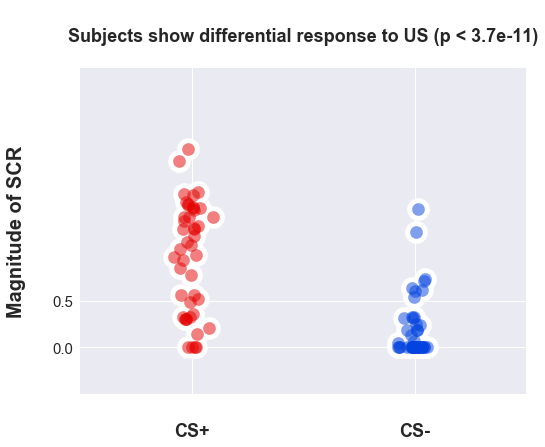 Subjects show differential response to US (p < 3.7e-11)
Magnitude of SCR
0.5
0.0
CS+
CS-